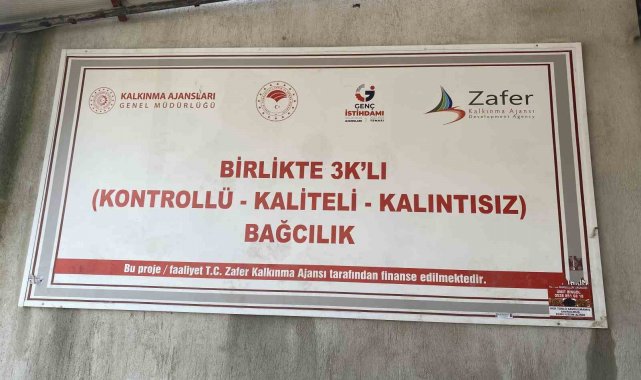 KALKINMA AJANSLARI
GENEL MÜDÜRLÜĞÜ
GENÇ
İSTİHDAMI
Zafer
Kalkınma Ajansı
Development Agency
BİRLİKTE 3K'LI
(KONTROLLÜ - KALİTELİ - KALINTISIZ)
BAĞCILIK
Bu proje / faaliyet T.C. Zafer Kalkınma Ajansı tarafından finanse edilmektedir.